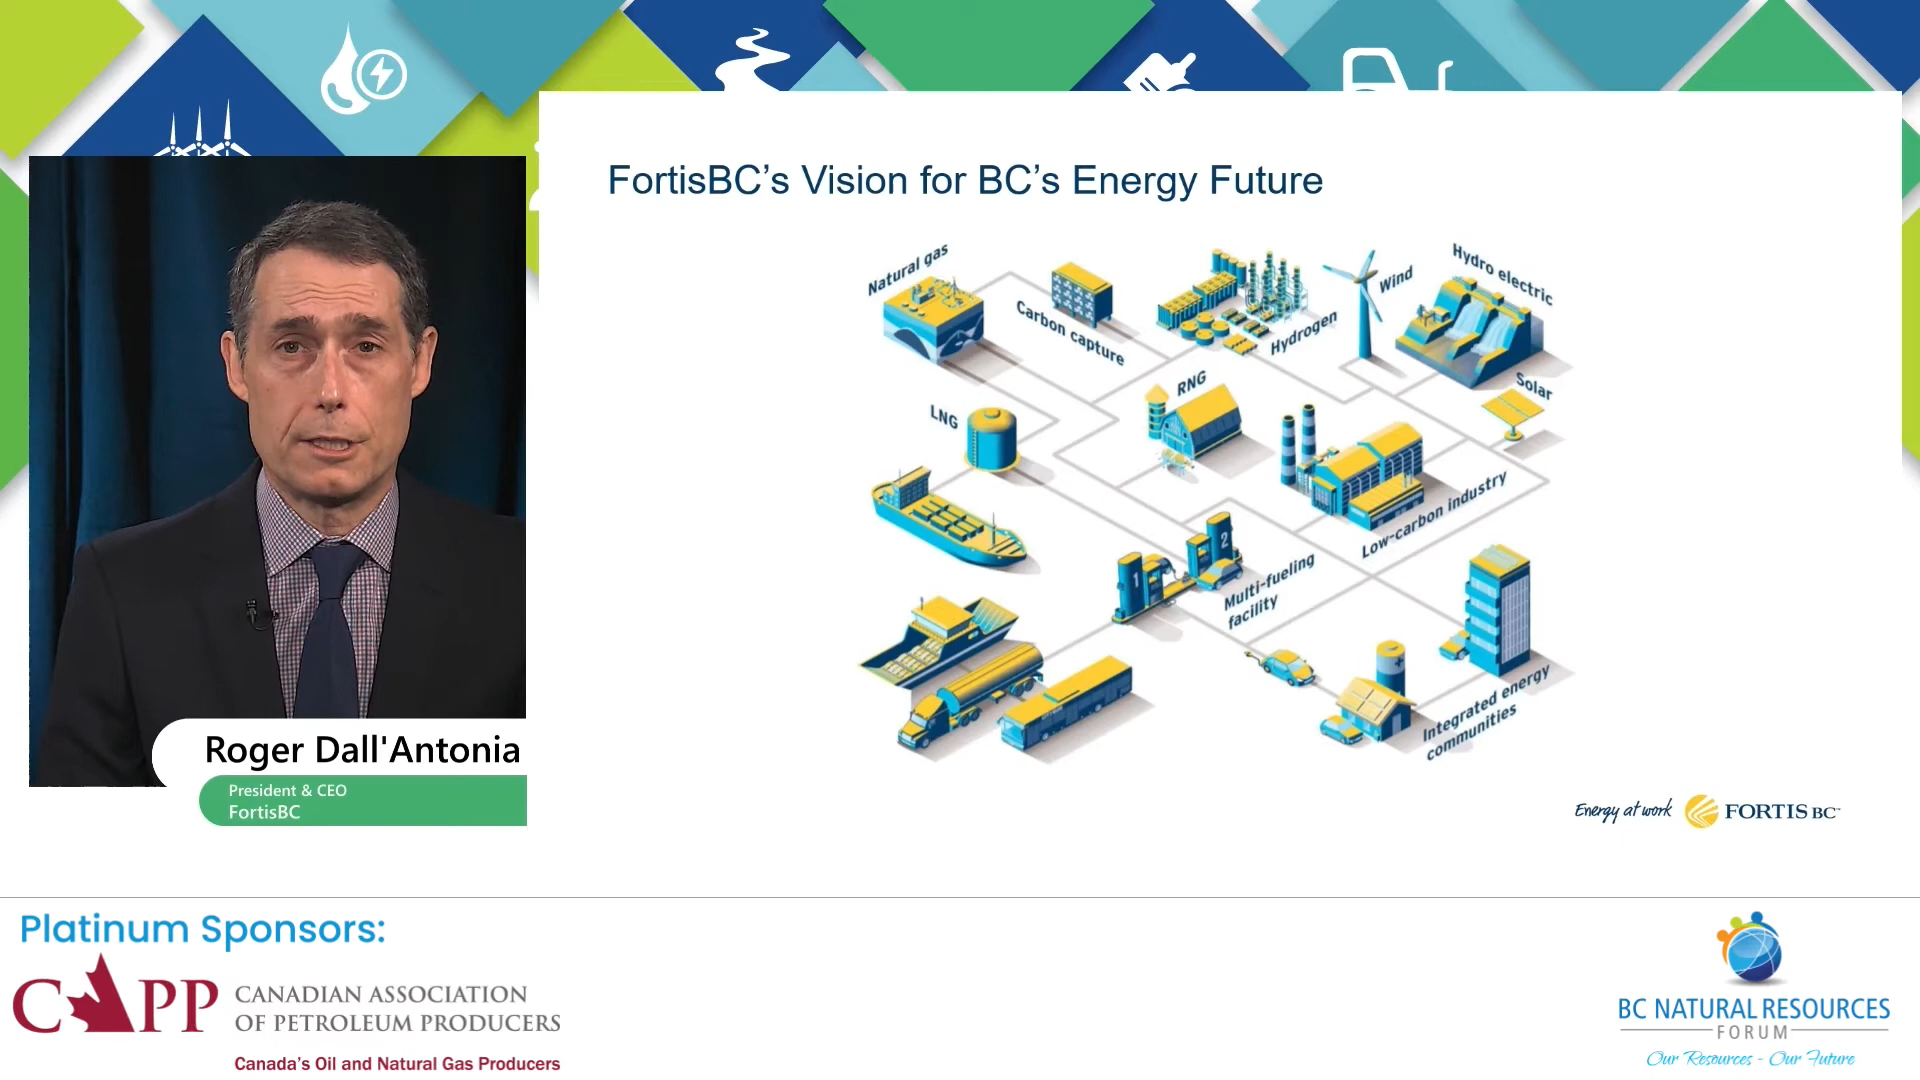 FortisBC’s Vision for BC’s Energy Future
Natural gas
Carbon capture
Hydrogen
Wind
Hydro electric
Solar
LNG
RNG
Low-carbon industry
1
2
Multi-fueling
facility
Integrated energy
communities
Energy at work
FORTIS BC™
Roger Dall'Antonia
President & CEO
FortisBC
Platinum Sponsors:
CAPP
CANADIAN ASSOCIATION
OF PETROLEUM PRODUCERS
Canada’s Oil and Natural Gas Producers
BC NATURAL RESOURCES
FORUM
Our Resources - Our Future